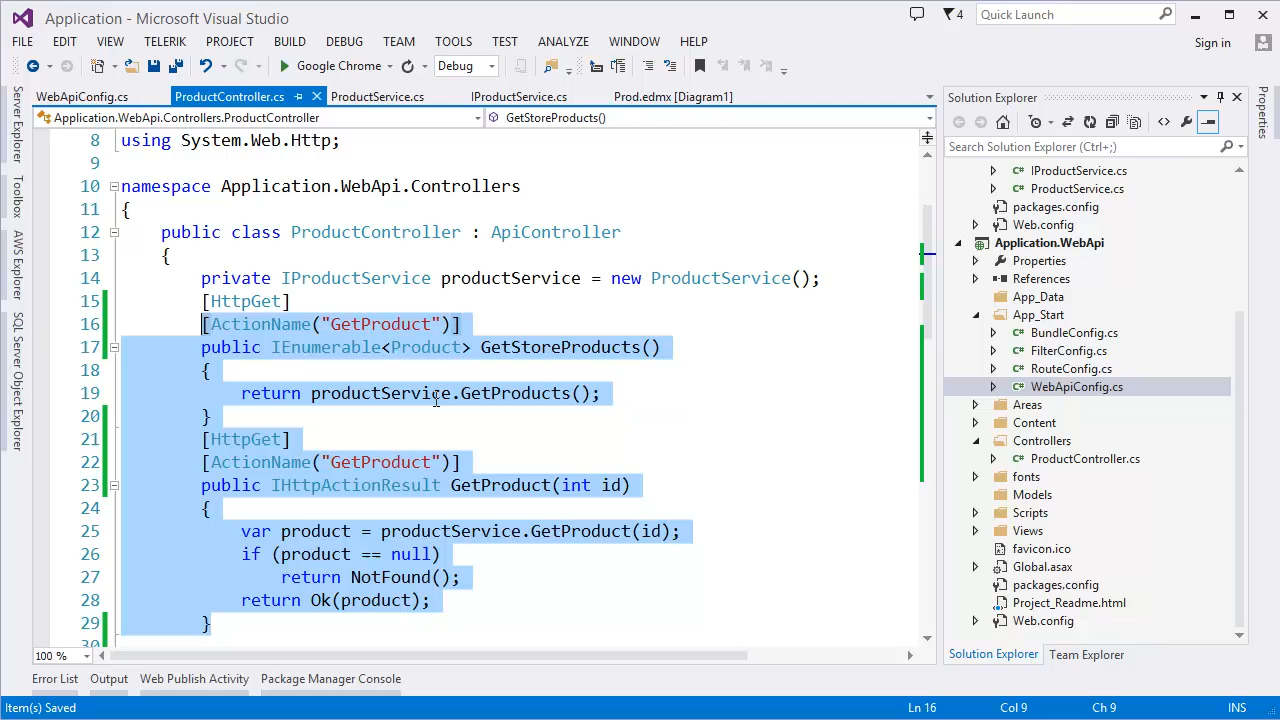 Application - Microsoft Visual Studio
4
Quick Launch
FILE EDIT VIEW TELERIK PROJECT BUILD DEBUG TEAM TOOLS TEST ANALYZE WINDOW HELP
Sign in
Google Chrome
Debug
WebApiConfig.cs ProductController.cs ProductService.cs IProductService.cs Prod.edmx [Diagram1]
Application.WebApi.Controllers.ProductController
GetStoreProducts()
Server Explorer
Toolbox
AWS Explorer
SQL Server Object Explorer
8 using System.Web.Http;
9
10 namespace Application.WebApi.Controllers
11 {
12 public class ProductController : ApiController
13 {
14 private IProductService productService = new ProductService();
15 [HttpGet]
16 [ActionName("GetProduct")]
17 public IEnumerable<Product> GetStoreProducts()
18 {
19 return productService.GetProducts();
20 }
21 [HttpGet]
22 [ActionName("GetProduct")]
23 public IHttpActionResult GetProduct(int id)
24 {
25 var product = productService.GetProduct(id);
26 if (product == null)
27 return NotFound();
28 return Ok(product);
29 }
30
100 %
Solution Explorer
Search Solution Explorer (Ctrl+;)
C# IProductService.cs
C# ProductService.cs
packages.config
Web.config
Application.WebApi
Properties
References
App_Data
App_Start
C# BundleConfig.cs
C# FilterConfig.cs
C# RouteConfig.cs
C# WebApiConfig.cs
Areas
Content
Controllers
C# ProductController.cs
fonts
Models
Scripts
Views
favicon.ico
Global.asax
packages.config
Project_Readme.html
Web.config
Solution Explorer Team Explorer
Properties
Error List Output Web Publish Activity Package Manager Console
Item(s) Saved
Ln 16 Col 9 Ch 9 INS